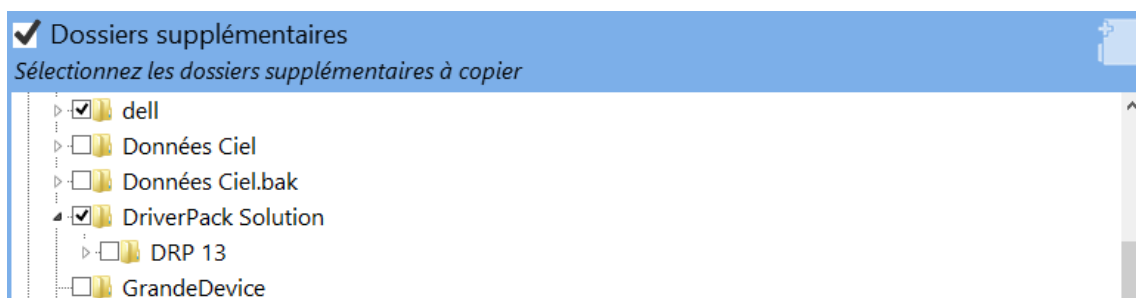 Dossiers supplémentaires
Sélectionnez les dossiers supplémentaires à copier
dell
Données Ciel
Données Ciel.bak
DriverPack Solution
DRP 13
GrandeDevice